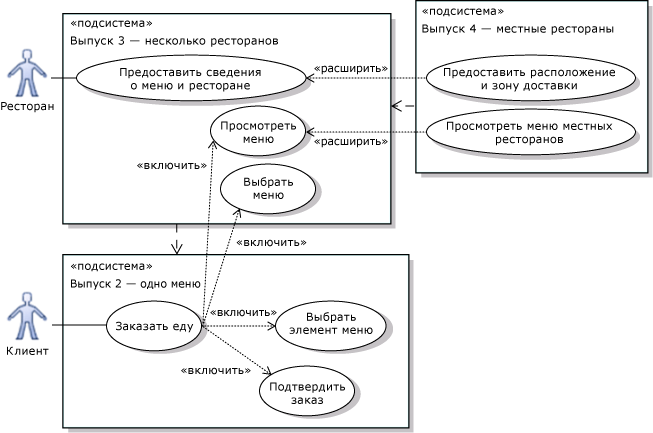 «подсистема»
Выпуск 3 — несколько ресторанов
Ресторан
Предоставить сведения
о меню и ресторане
Просмотреть
меню
«включить»
Выбрать
меню
«расширить»
«расширить»
«подсистема»
Выпуск 4 — местные рестораны
Предоставить расположение
и зону доставки
Просмотреть меню местных
ресторанов
«включить»
«подсистема»
Выпуск 2 — одно меню
Клиент
Заказать еду
«включить»
Выбрать
элемент меню
«включить»
Подтвердить
заказ